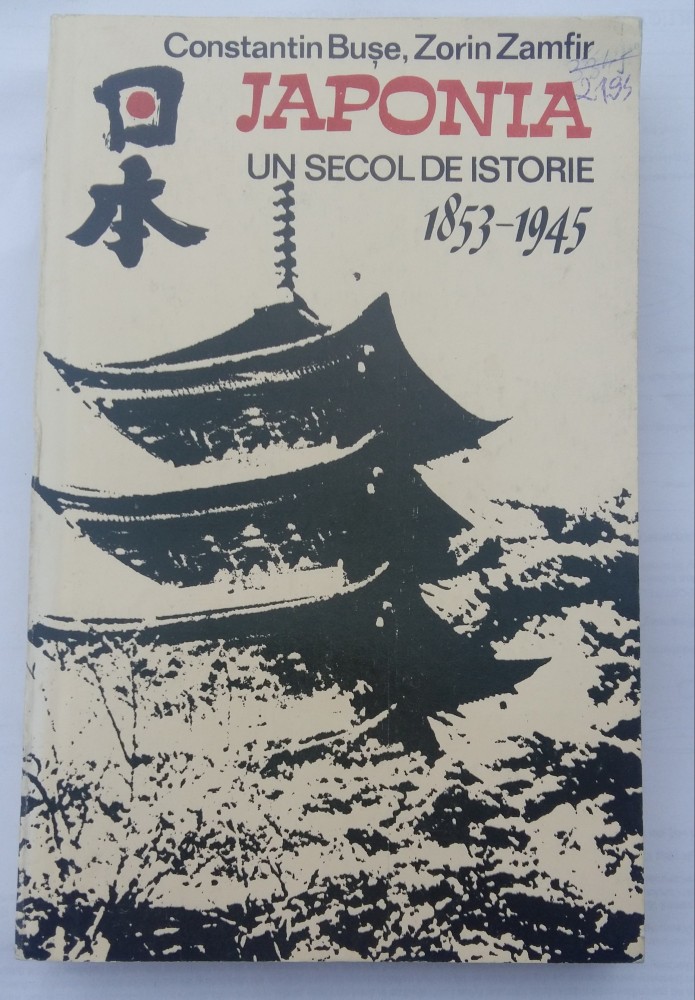 Constantin Bușe, Zorin Zamfir
JAPONIA
UN SECOL DE ISTORIE
1853-1945
日
本